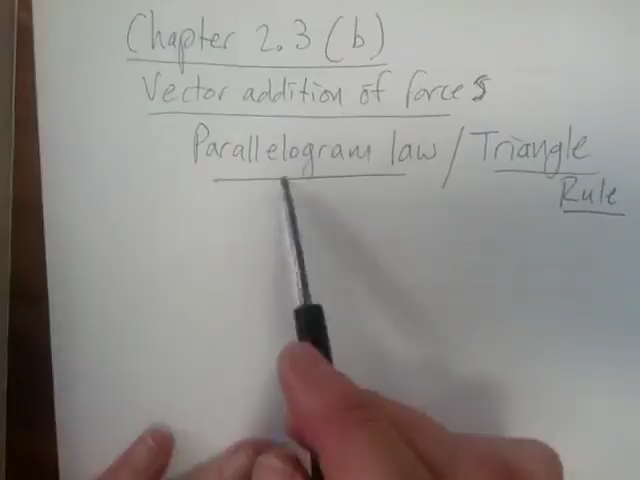 Chapter 2.3 (b)
Vector addition of forces
Parallelogram law / Triangle
Rule